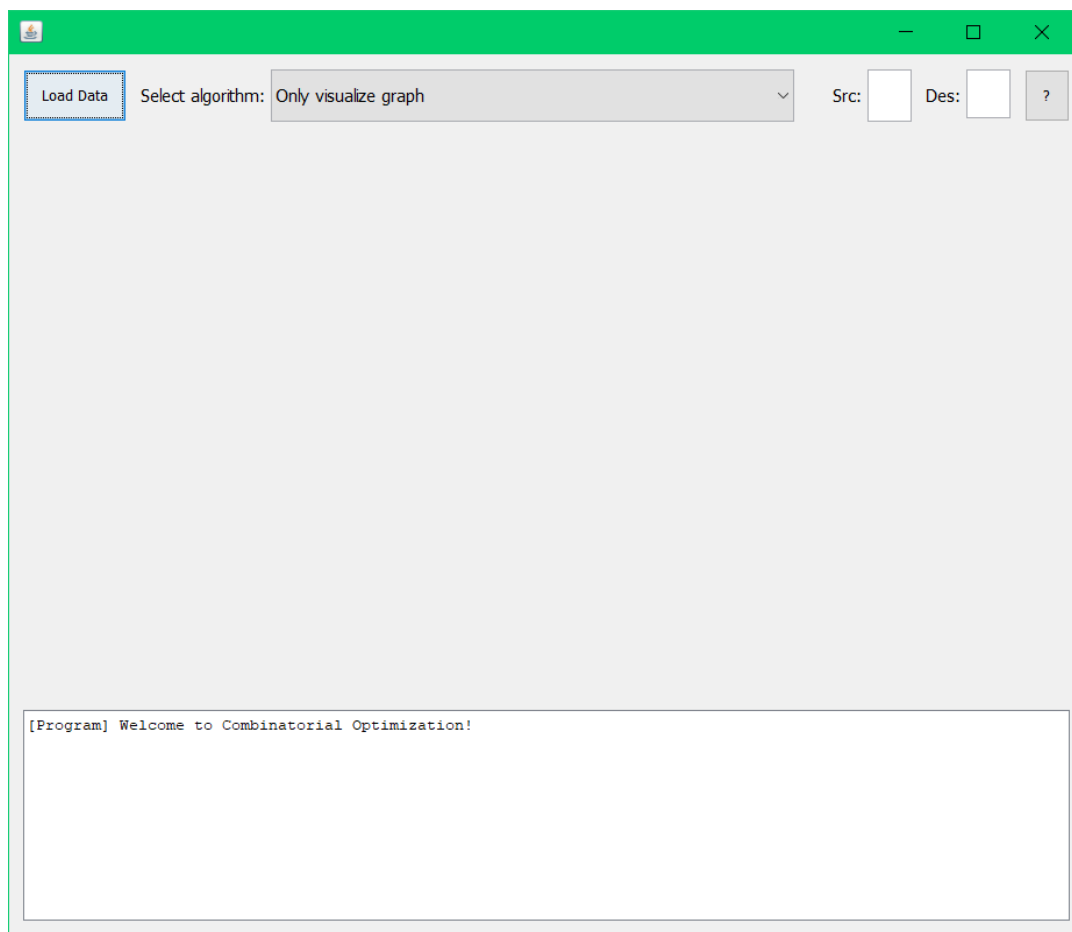 Load Data Select algorithm: Only visualize graph Src: Des: ?
[Program] Welcome to Combinatorial Optimization!